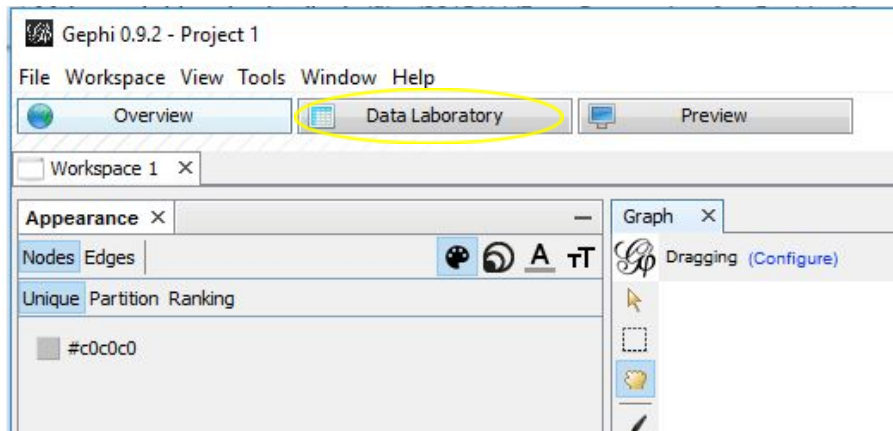 Gephi 0.9.2 - Project 1
File Workspace View Tools Window Help
Overview Data Laboratory Preview
Workspace 1
Appearance
Graph
Nodes Edges
A TT
Dragging (Configure)
Unique Partition Ranking
#c0c0c0